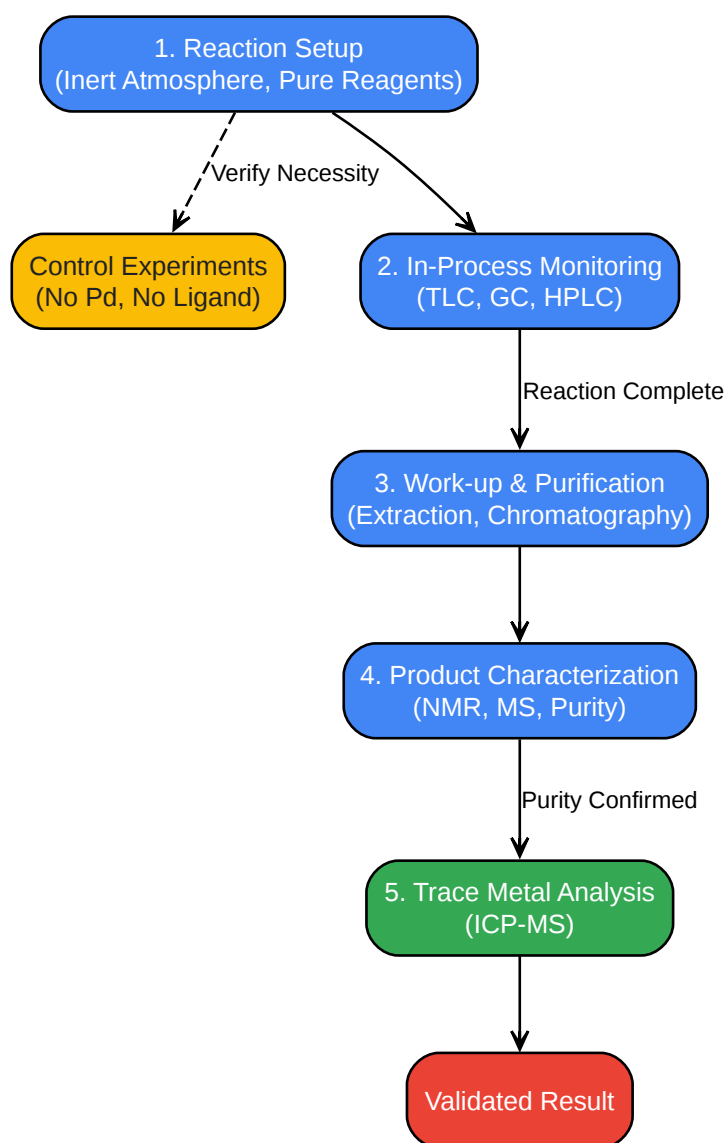 1. Reaction Setup
(Inert Atmosphere, Pure Reagents)
Verify Necessity
Control Experiments
(No Pd, No Ligand)
2. In-Process Monitoring
(TLC, GC, HPLC)
Reaction Complete
3. Work-up & Purification
(Extraction, Chromatography)
4. Product Characterization
(NMR, MS, Purity)
Purity Confirmed
5. Trace Metal Analysis
(ICP-MS)
Validated Result